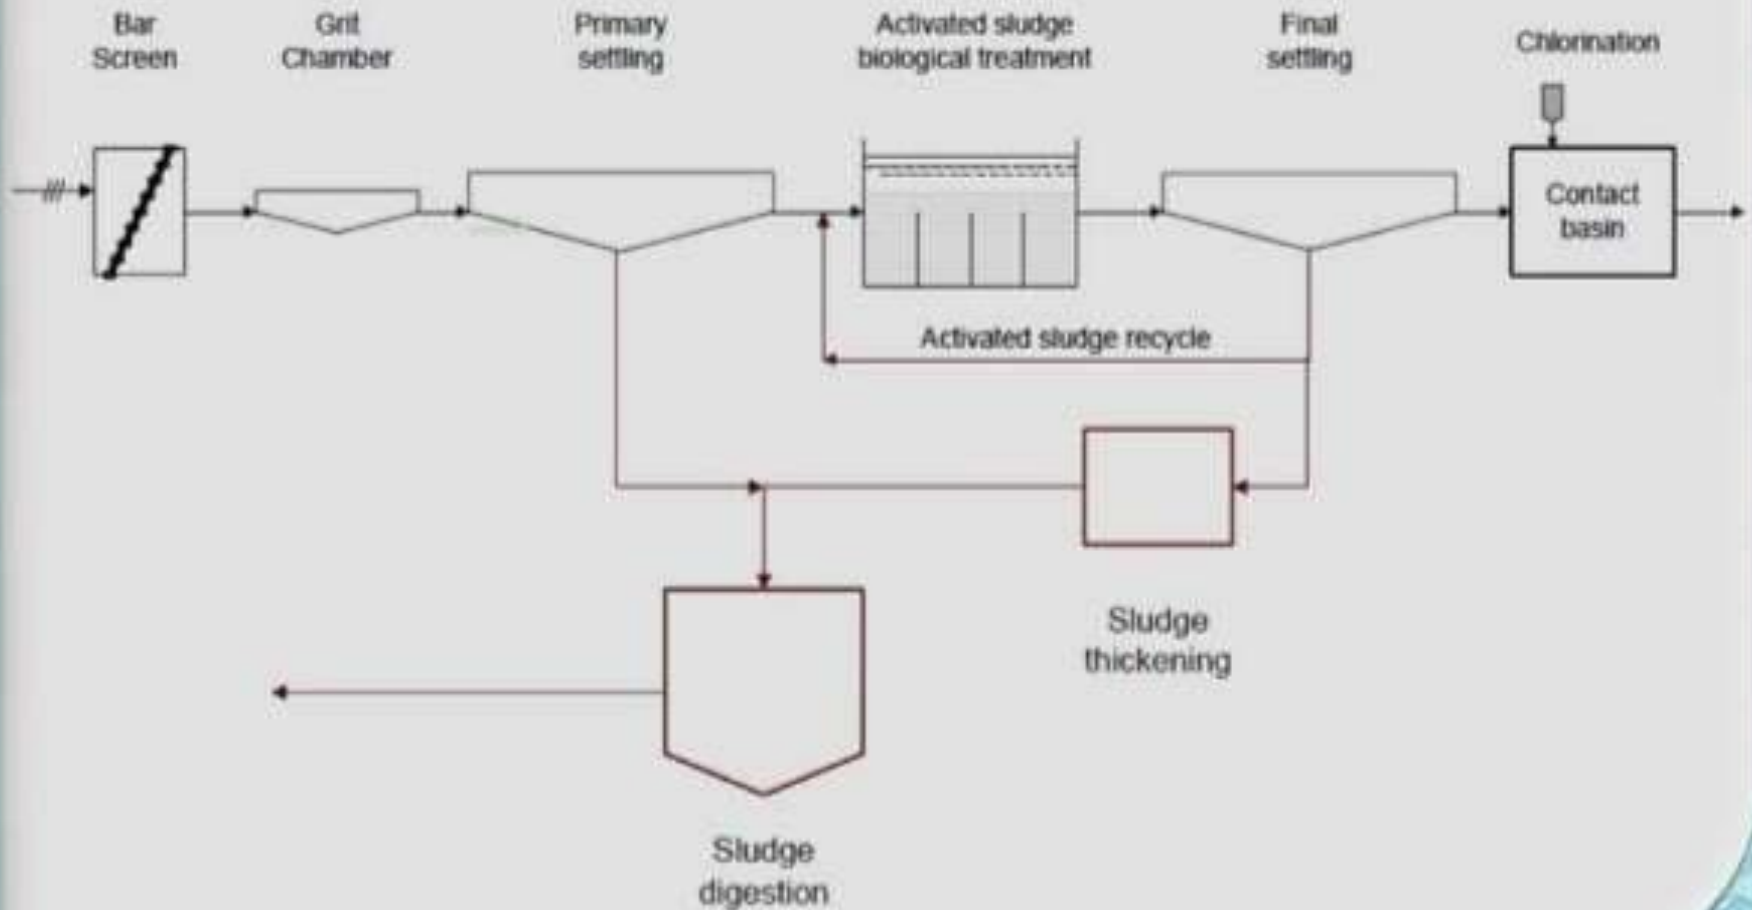 Bar
Screen
Grit
Chamber
Primary
settling
Activated sludge
biological treatment
Final
settling
Chlorination
Contact
basin
Activated sludge recycle
Sludge
thickening
Sludge
digestion